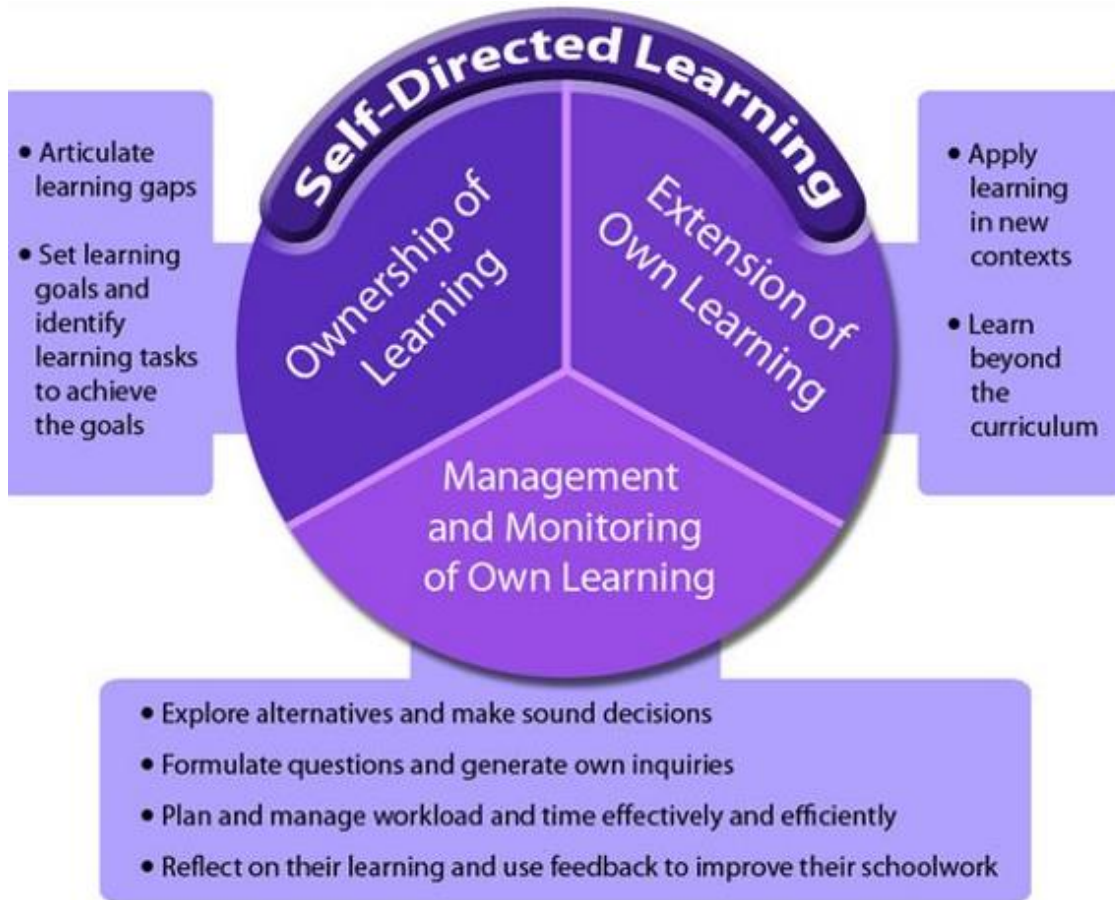 Self-Directed Learning
• Articulate
learning gaps
• Set learning
goals and
identify
learning tasks
to achieve
the goals
Ownership of
Learning
Extension of
Own Learning
• Apply
learning
in new
contexts
• Learn
beyond
the
curriculum
Management
and Monitoring
of Own Learning
• Explore alternatives and make sound decisions
• Formulate questions and generate own inquiries
• Plan and manage workload and time effectively and efficiently
• Reflect on their learning and use feedback to improve their schoolwork